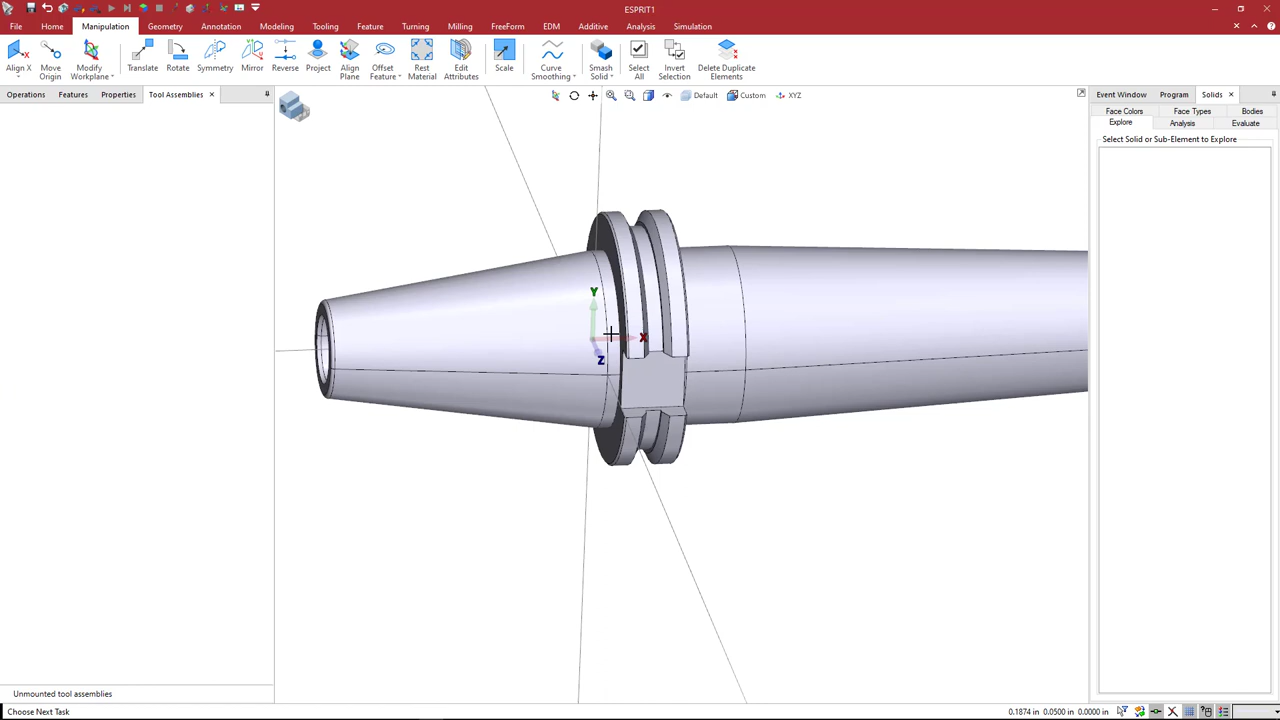 ESPRIT1
File Home Manipulation Geometry Annotation Modeling Tooling Feature Turning Milling FreeForm EDM Additive Analysis Simulation
Align X
Move Origin
Modify Workplane
Translate
Rotate
Symmetry
Mirror
Reverse
Project
Align Plane
Offset Feature
Rest Material
Edit Attributes
Scale
Curve Smoothing
Smash Solid
Select All
Invert Selection
Delete Duplicate Elements
Operations Features Properties Tool Assemblies
Default Custom XYZ
Event Window Program Solids
Face Colors Face Types Bodies
Explore Analysis Evaluate
Select Solid or Sub-Element to Explore
Y
X
Z
Unmounted tool assemblies
Choose Next Task
0.1874 in 0.0500 in 0.0000 in